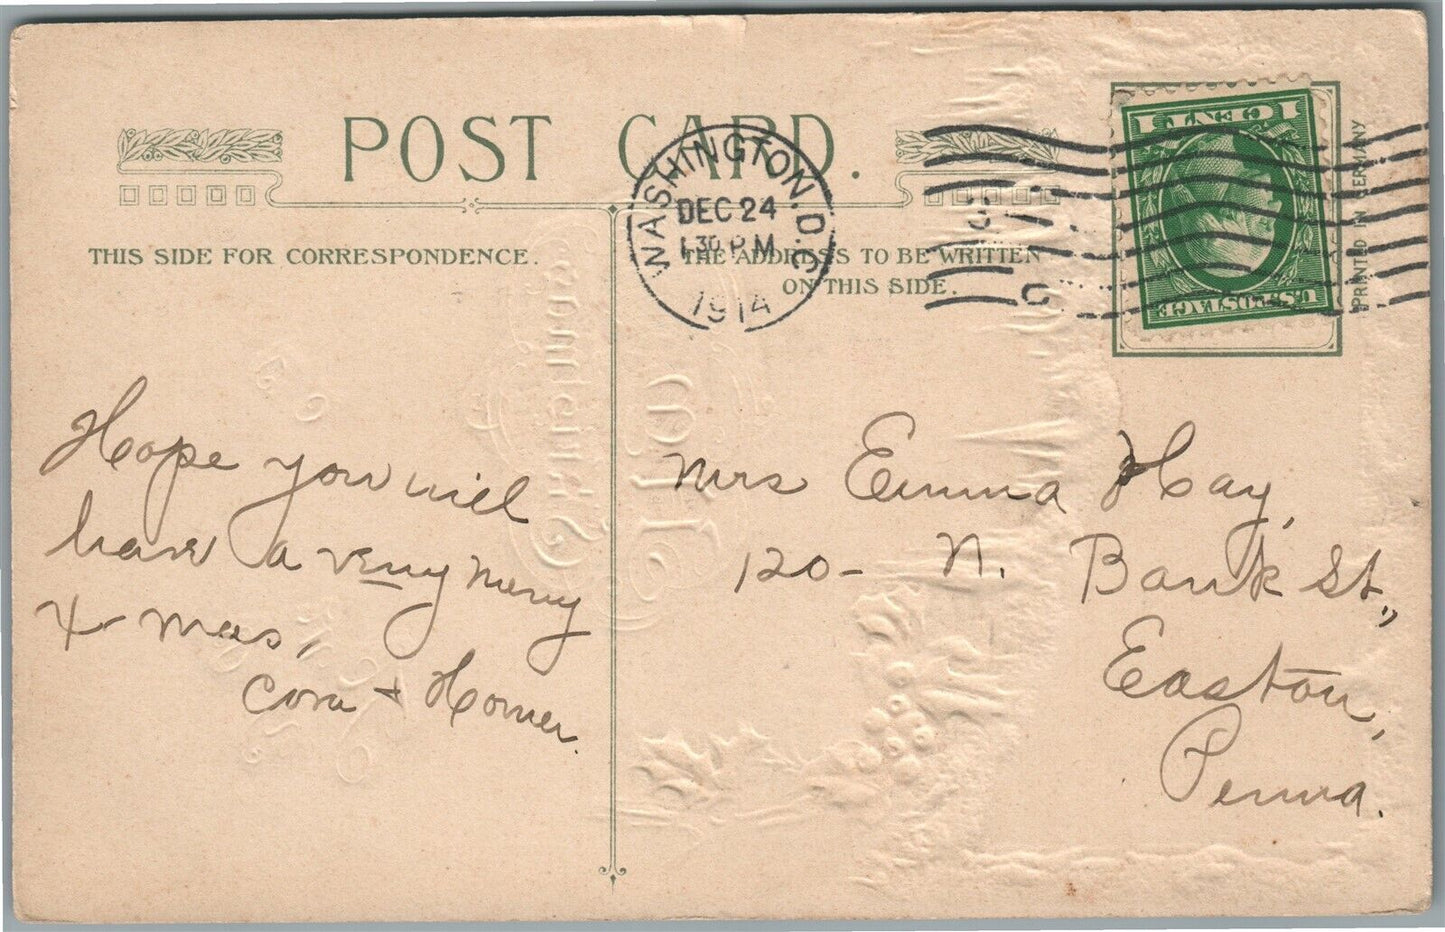 POST CARD.
THIS SIDE FOR CORRESPONDENCE.
THE ADDRESS TO BE WRITTEN
ON THIS SIDE.
WASHINGTON, D.C.
DEC 24
1 30 P M
1914
1 CENT 1
U.S. POSTAGE
PRINTED IN GERMANY
Hope you will
have a very merry
X-mas,
Cora + Homer.
Mrs Emma Hay,
120- N. Bank St.,
Easton,
Penna.